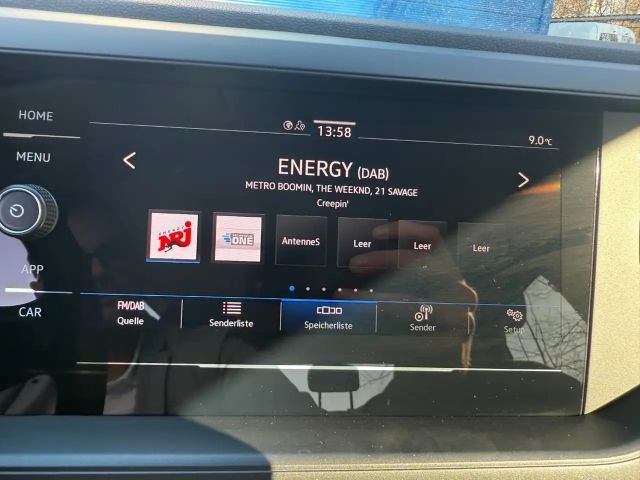 HOME
MENU
APP
CAR
13:58
9.0°C
ENERGY (DAB)
METRO BOOMIN, THE WEEKND, 21 SAVAGE
Creepin'
ENERGY
NRJ
ONE
AntenneS
Leer
Leer
Leer
FM/DAB
Quelle
Senderliste
Speicherliste
Sender
Setup